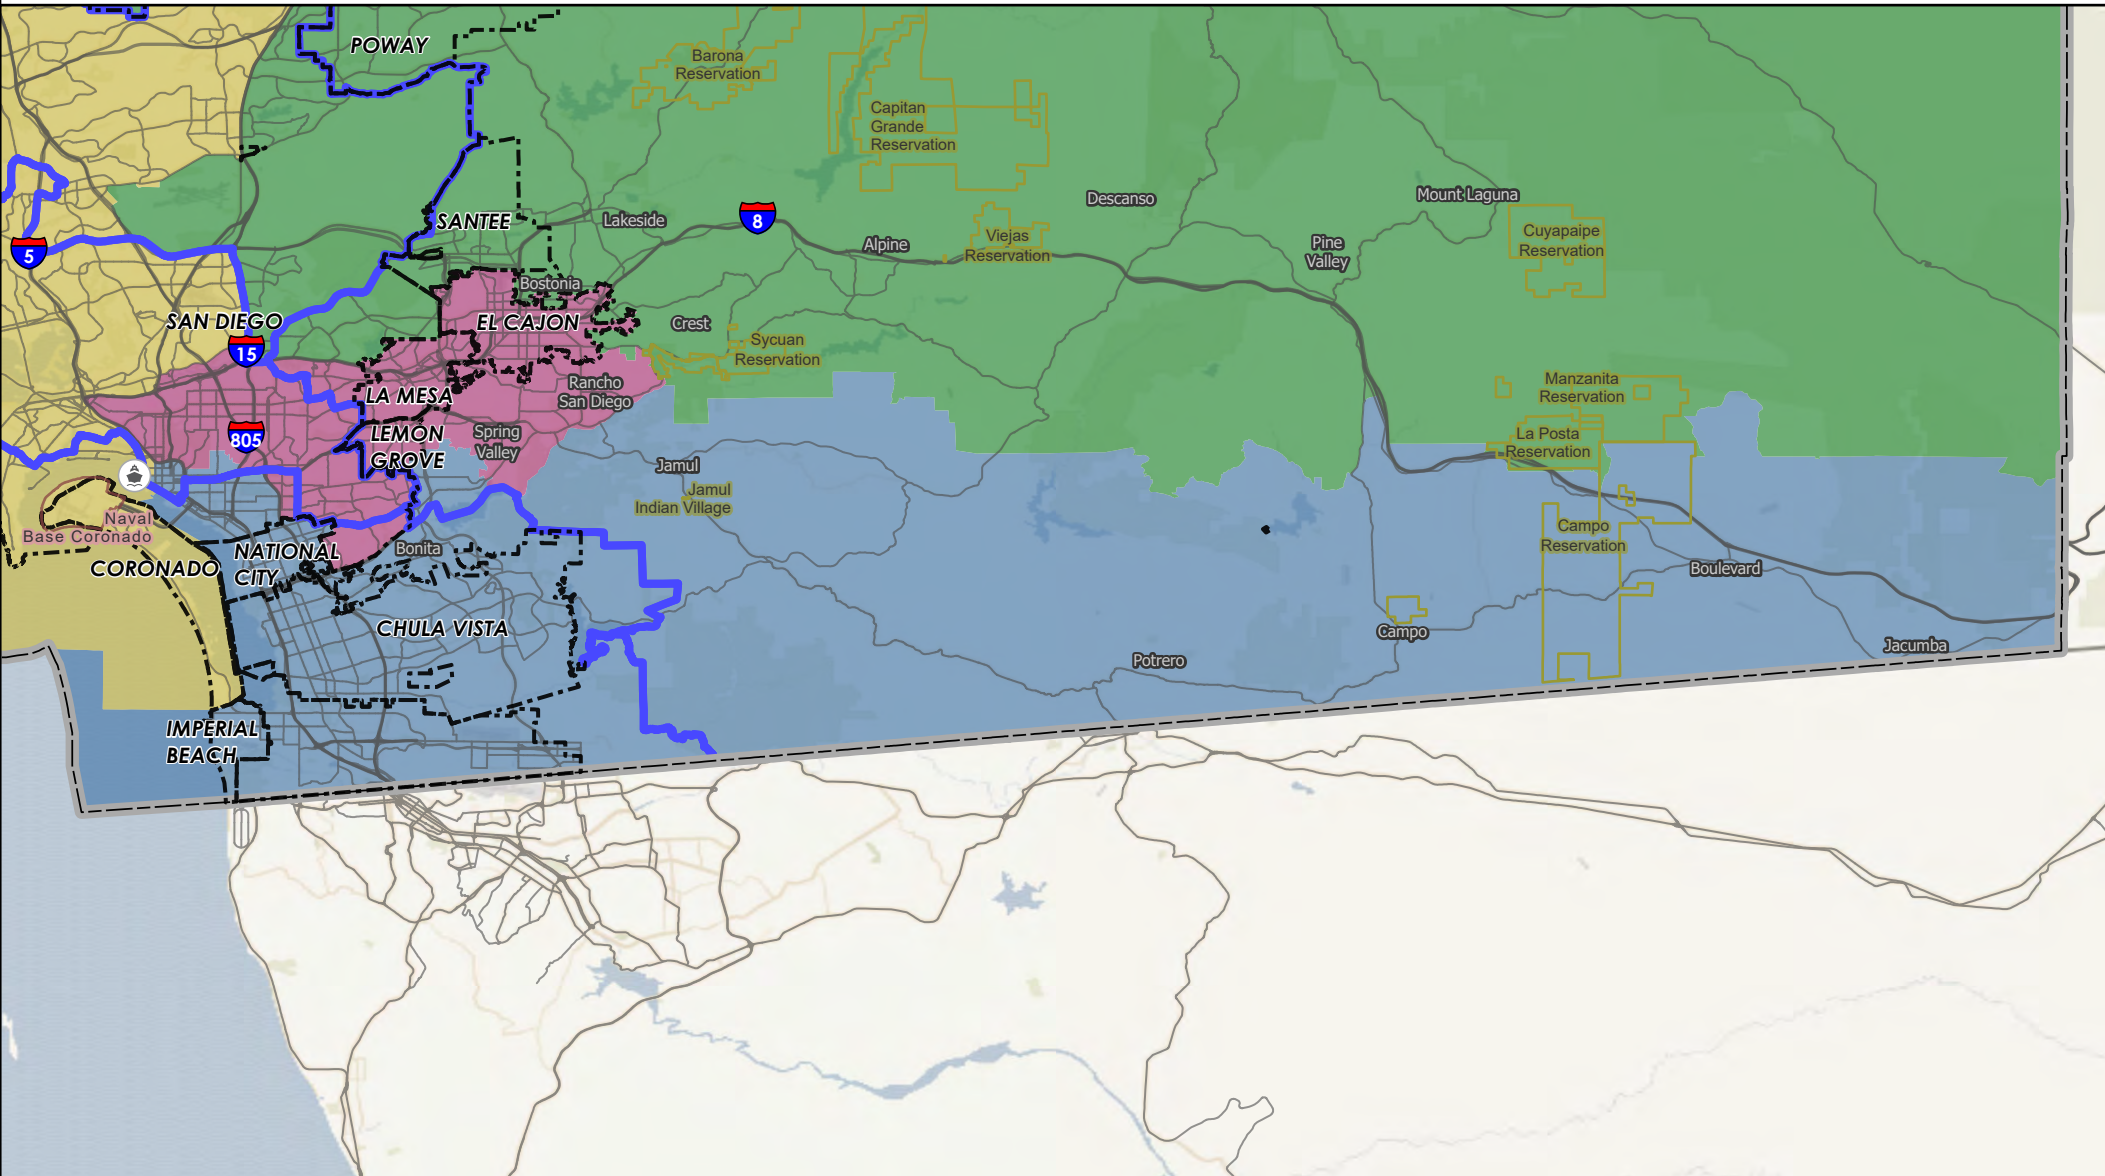 POWAY
Barona
Reservation
Capitan
Grande
Reservation
SANTEE
Lakeside
8
Descanso
Mount Laguna
5
Alpine
Viejas
Reservation
Pine
Valley
Cuyapaipe
Reservation
Bostonia
SAN DIEGO
EL CAJON
Crest
15
Sycuan
Reservation
LA MESA
Rancho
San Diego
Manzanita
Reservation
805
LEMON
GROVE
Spring
Valley
La Posta
Reservation
Jamul
Jamul
Indian Village
Naval
Base Coronado
CORONADO
NATIONAL
CITY
Bonita
Campo
Reservation
Boulevard
CHULA VISTA
Campo
Potrero
Jacumba
IMPERIAL
BEACH